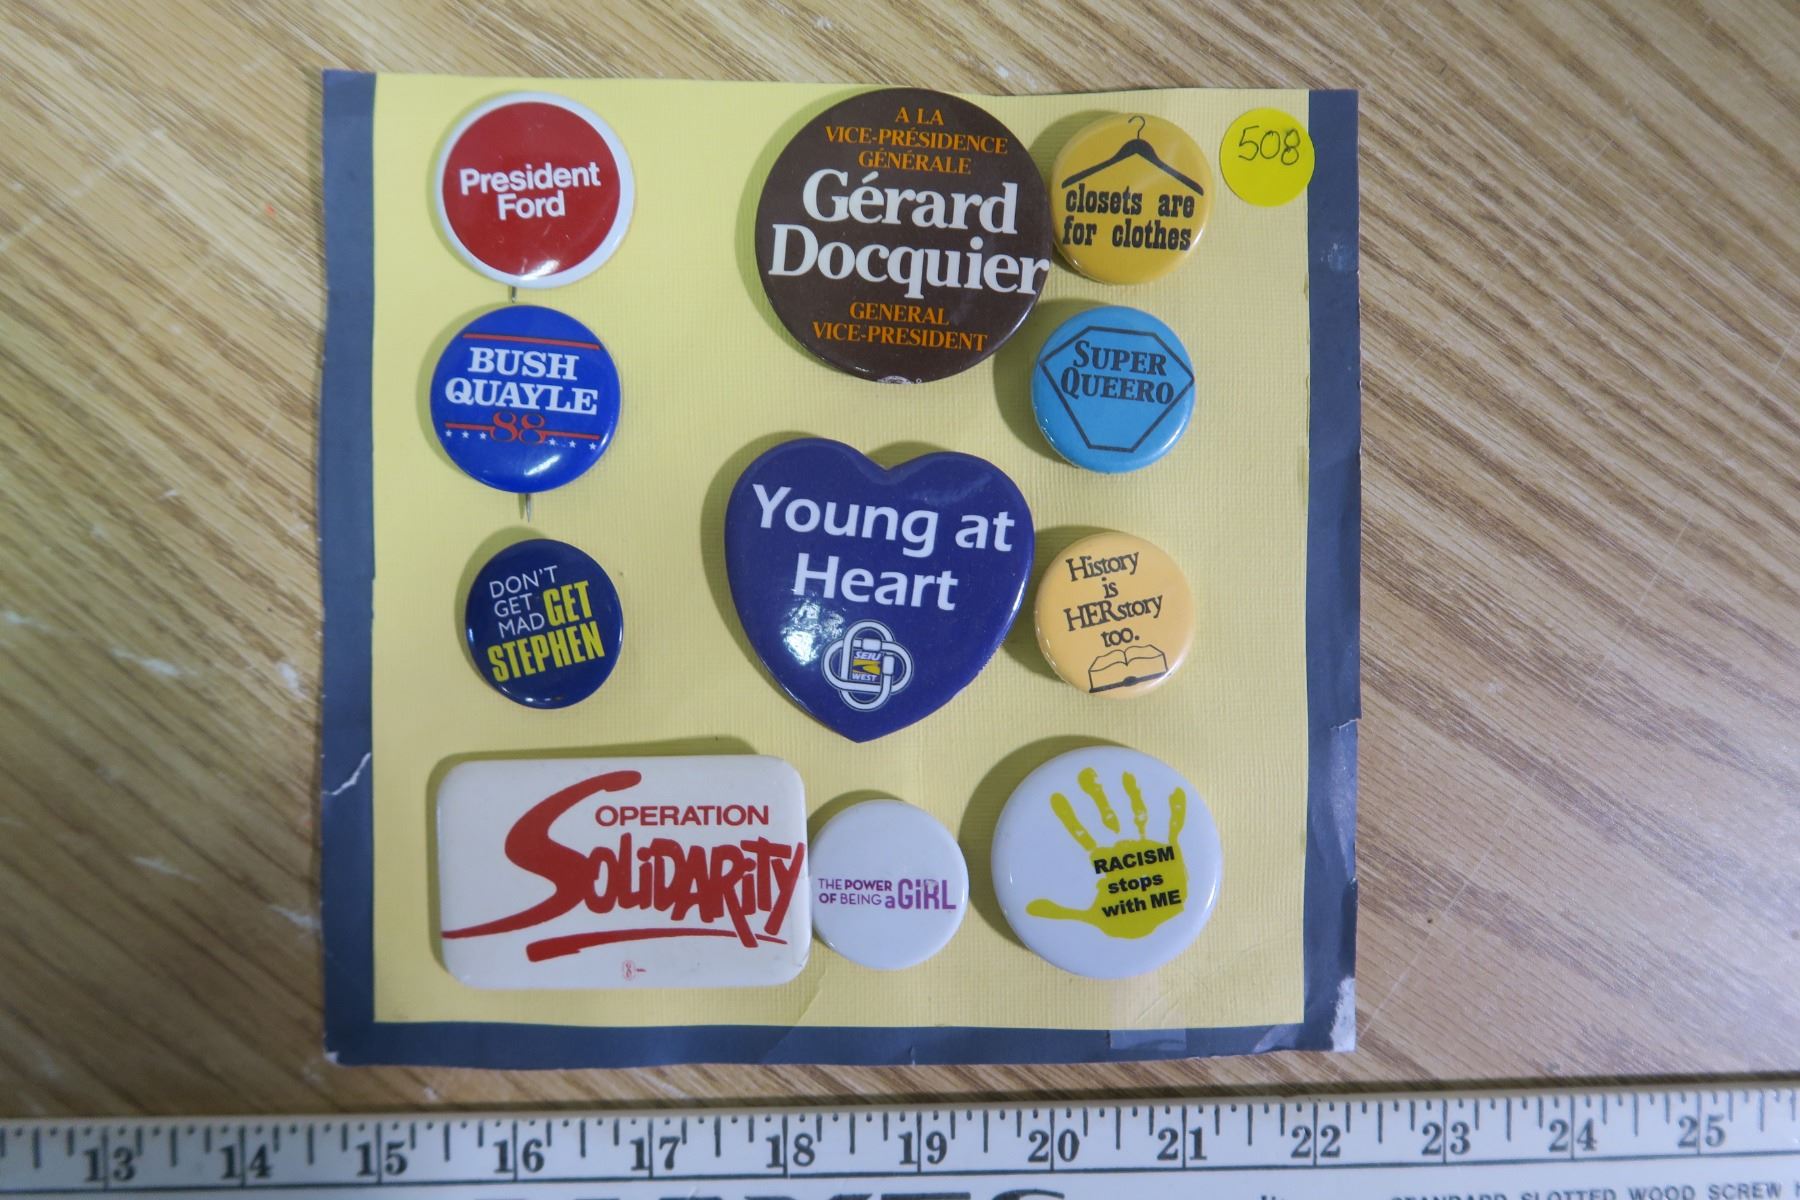 President
Ford
A LA
VICE-PRÉSIDENCE
GÉNÉRALE
Gérard
Docquier
GENERAL
VICE-PRESIDENT
closets are
for clothes
508
BUSH
QUAYLE
88
SUPER
QUEERO
DON'T
GET
MAD GET
STEPHEN
Young at
Heart
SEIU
WEST
History
is
HERstory
too.
OPERATION
SOLiDARiTY
THE POWER
OF BEING a GiRL
RACISM
stops
with ME
13 14 15 16 17 18 19 20 21 22 23 24 25
STANDARD SLOTTED WOOD SCREW